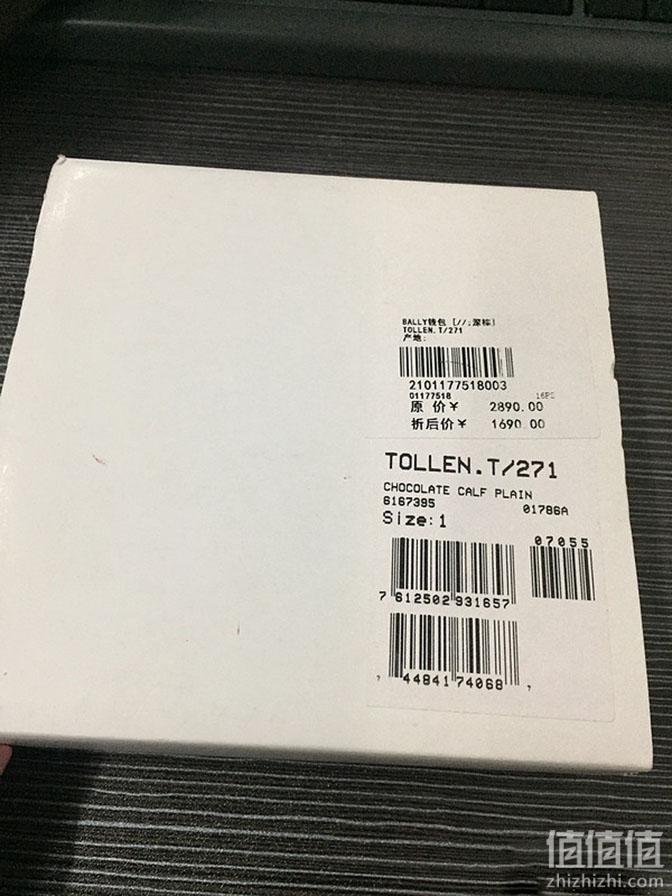 BALLY钱包 [//;深棕]
TOLLEN.T/271
产地:
2101177518003
01177518
原 价￥ 2890.00
折后价￥ 1690.00
TOLLEN.T/271
CHOCOLATE CALF PLAIN
6167395 01786A
Size:1
07055
7 612502 931657
44841 74068
值值值
zhizhizhi.com